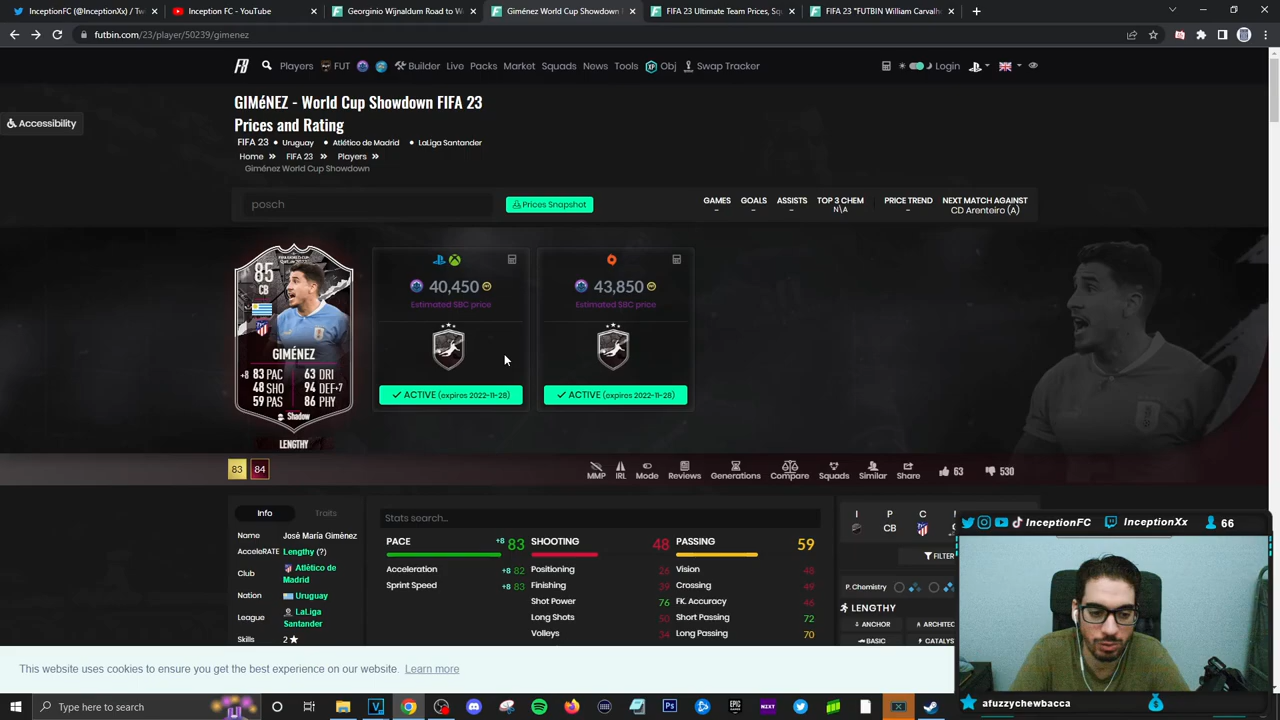 InceptionFC (@InceptionXx) / Tw
Inception FC - YouTube
Georginio Wijnaldum Road to W
Giménez World Cup Showdown
FIFA 23 Ultimate Team Prices, Sq
FIFA 23 "FUTBIN William Carvalh
futbin.com/23/player/50239/gimenez
Players FUT Builder Live Packs Market Squads News Tools Obj Swap Tracker Login
Accessibility
GIMéNEZ - World Cup Showdown FIFA 23
Prices and Rating
FIFA 23 Uruguay Atlético de Madrid LaLiga Santander
Home FIFA 23 Players
Giménez World Cup Showdown
posch
Prices Snapshot
GAMES GOALS ASSISTS TOP 3 CHEM PRICE TREND NEXT MATCH AGAINST
- - - N\A - CD Arenteiro (A)
85
CB
GIMÉNEZ
+8 83 PAC 63 DRI
48 SHO 94 DEF +7
59 PAS 86 PHY
Shadow
LENGTHY
40,450
Estimated SBC price
ACTIVE (expires 2022-11-28)
43,850
Estimated SBC price
ACTIVE (expires 2022-11-28)
83 84
MMP IRL Mode Reviews Generations Compare Squads Similar Share 63 530
Info Traits
Name José María Giménez
AcceleRATE Lengthy (?)
Club Atlético de
Madrid
Nation Uruguay
League LaLiga
Santander
Skills 2
Stats search...
PACE +8 83
Acceleration +8 82
Sprint Speed +8 83
SHOOTING 48
Positioning 26
Finishing 39
Shot Power 76
Long Shots 50
Volleys 34
PASSING 59
Vision 48
Crossing 49
FK. Accuracy 46
Short Passing 72
Long Passing 70
I P C
CB
FILTER
P. Chemistry
LENGTHY
ANCHOR ARCHITEC
BASIC CATALYS
InceptionFC InceptionXx 66
afuzzychewbacca
This website uses cookies to ensure you get the best experience on our website. Learn more
Type here to search